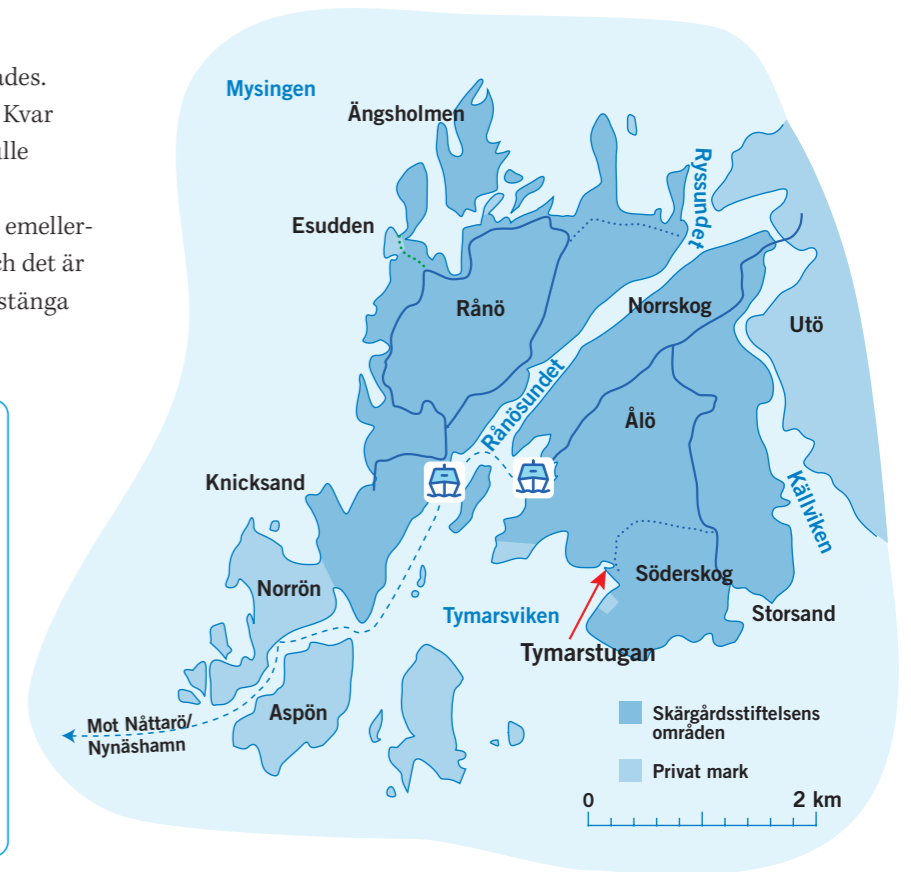 ades.
Kvar
ılle
emeller-
ch det är
stänga
Mysingen
Ängsholmen
Ryssundet
Esudden
Rånö
Norrskog
Utö
Rånösundet
Ålö
Knicksand
Källviken
Norrön
Söderskog
Tymarsviken
Storsand
Tymarstugan
Aspön
Mot Nåttarö/
Nynäshamn
Skärgårdsstiftelsens
områden
Privat mark
0 2 km